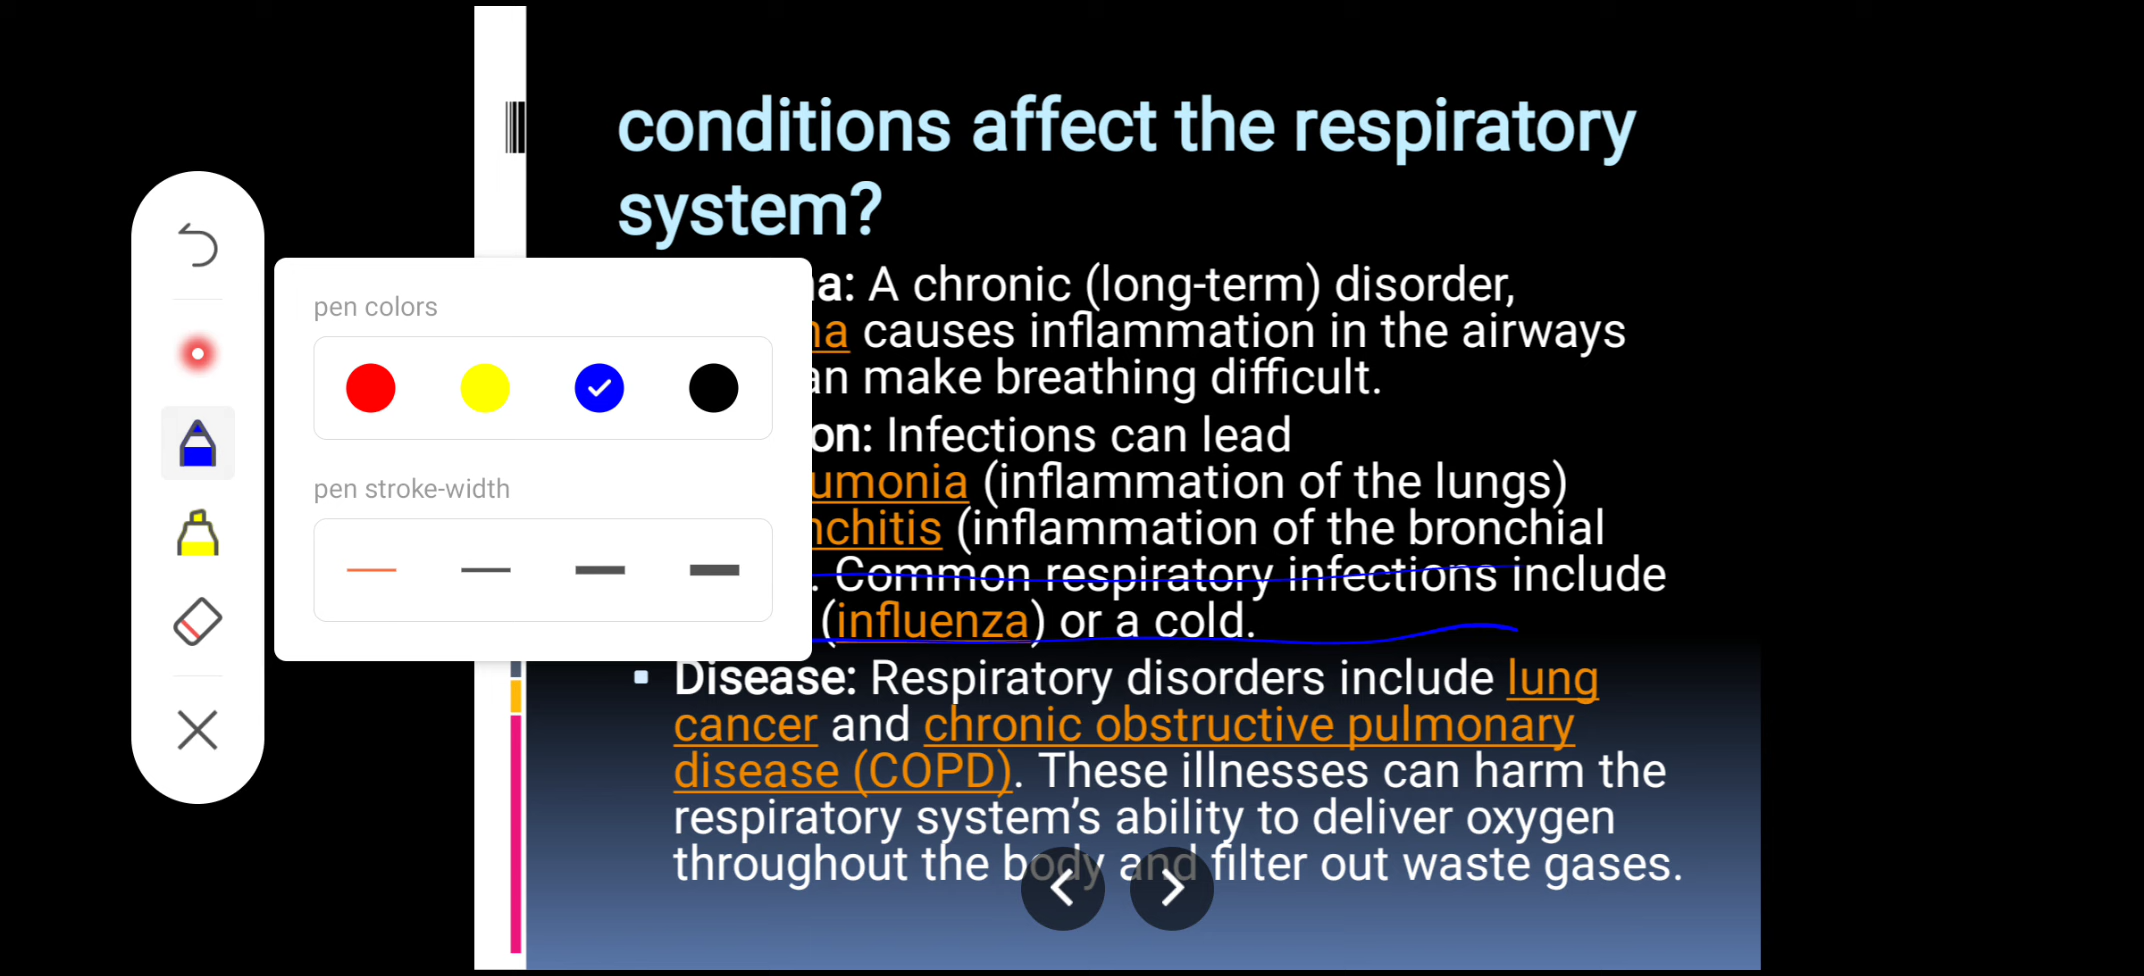 conditions affect the respiratory
system?
pen colors
pen stroke-width
a: A chronic (long-term) disorder,
a causes inflammation in the airways
an make breathing difficult.
on: Infections can lead
umonia (inflammation of the lungs)
nchitis (inflammation of the bronchial
. Common respiratory infections include
(influenza) or a cold.
▪ Disease: Respiratory disorders include lung
cancer and chronic obstructive pulmonary
disease (COPD). These illnesses can harm the
respiratory system’s ability to deliver oxygen
throughout the body and filter out waste gases.